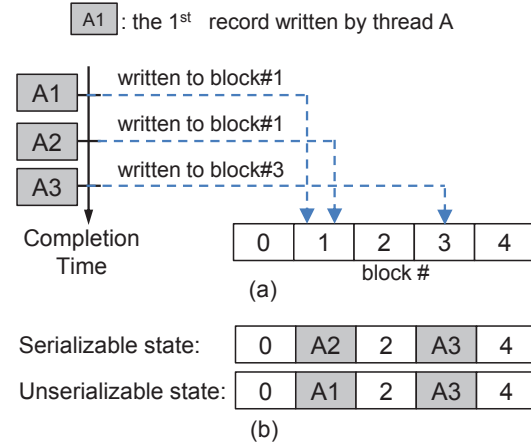 A1 : the 1st record written by thread A
A1 written to block#1
A2 written to block#1
A3 written to block#3
Completion
Time
0 1 2 3 4
block #
(a)
Serializable state: 0 A2 2 A3 4
Unserializable state: 0 A1 2 A3 4
(b)